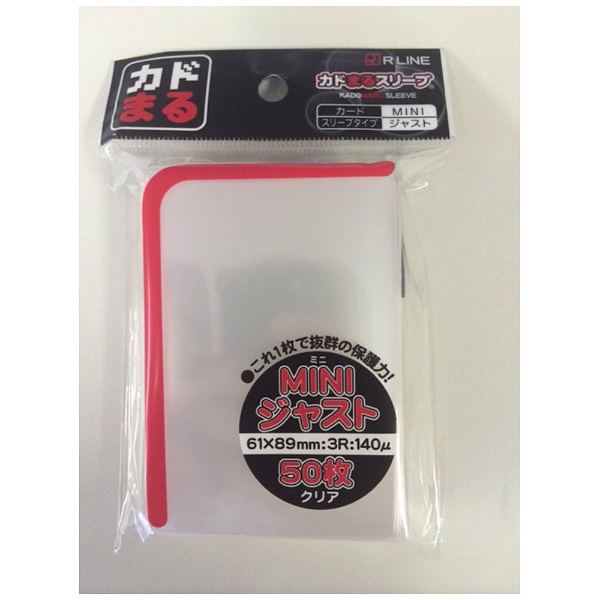 カド
まる
R LINE
カドまるスリーブ
KADOMARU SLEEVE
カード MINI
スリーブタイプ ジャスト
●これ1枚で抜群の保護力!
ミニ
MINI
ジャスト
61×89mm:3R:140μ
50枚
クリア